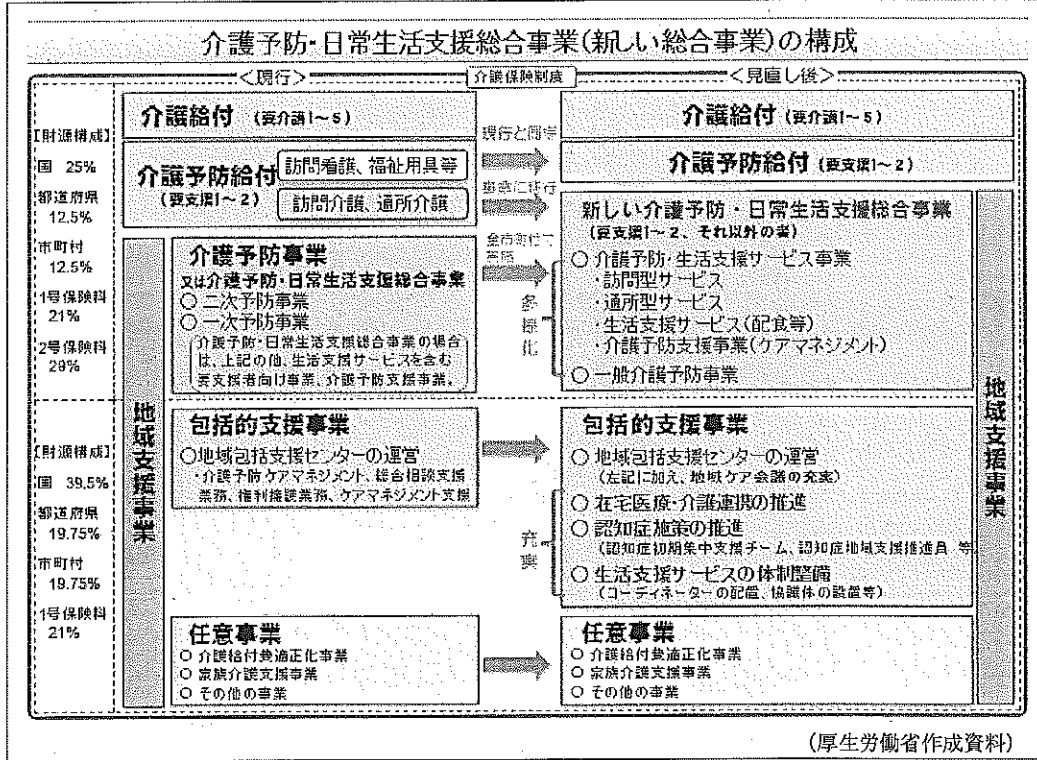 介護予防・日常生活支援総合事業(新しい総合事業)の構成
<現行>
介護保険制度
<見直し後>
【財源構成】
国 25%
都道府県
12.5%
市町村
12.5%
1号保険料
21%
2号保険料
29%
【財源構成】
国 39.5%
都道府県
19.75%
市町村
19.75%
1号保険料
21%
地域支援事業
介護給付 (要介護1~5)
介護予防給付
(要支援1~2)
訪問看護、福祉用具等
訪問介護、通所介護
介護予防事業
又は介護予防・日常生活支援総合事業
○ 二次予防事業
○ 一次予防事業
介護予防・日常生活支援総合事業の場合
は、上記の他、生活支援サービスを含む
要支援者向け事業、介護予防支援事業。
包括的支援事業
○地域包括支援センターの運営
・介護予防ケアマネジメント、総合相談支援
業務、権利擁護業務、ケアマネジメント支援
任意事業
○ 介護給付費適正化事業
○ 家族介護支援事業
○ その他の事業
現行と同様
事業に移行
全市町村で
実施
多様化
充実
介護給付 (要介護1~5)
介護予防給付 (要支援1~2)
新しい介護予防・日常生活支援総合事業
(要支援1~2、それ以外の者)
○ 介護予防・生活支援サービス事業
・訪問型サービス
・通所型サービス
・生活支援サービス(配食等)
・介護予防支援事業(ケアマネジメント)
○ 一般介護予防事業
包括的支援事業
○ 地域包括支援センターの運営
(左記に加え、地域ケア会議の充実)
○ 在宅医療・介護連携の推進
○ 認知症施策の推進
(認知症初期集中支援チーム、認知症地域支援推進員 等)
○ 生活支援サービスの体制整備
(コーディネーターの配置、協議体の設置等)
任意事業
○ 介護給付費適正化事業
○ 家族介護支援事業
○ その他の事業
地域支援事業
(厚生労働省作成資料)